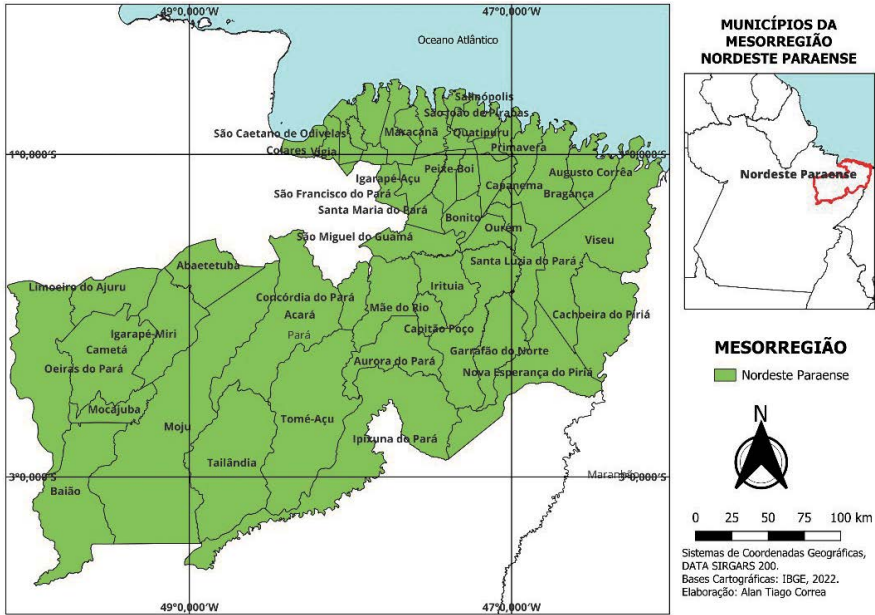 49°0,000'W
47°0,000'W
Oceano Atlântico
Salinópolis
São João de Pirabas
São Caetano de Odivelas
Maracanã
Quatipuru
Colares
Vigia
Primavera
1°0,000'S
1°0,000'S
Igarapé-Açu
Peixe-Boi
Augusto Corrêa
São Francisco do Pará
Capanema
Bragança
Santa Maria do Pará
Bonito
Ourém
São Miguel do Guamá
Viseu
Abaetetuba
Santa Luzia do Pará
Limoeiro do Ajuru
Concórdia do Pará
Irituia
Acará
Mãe do Rio
Cachoeira do Piriá
Igarapé-Miri
Pará
Capitão Poço
Cametá
Aurora do Pará
Garrafão do Norte
Oeiras do Pará
Nova Esperança do Piriá
Mocajuba
Moju
Tomé-Açu
Ipixuna do Pará
Tailândia
Baião
Maranhão
3°0,000'S
3°0,000'S
49°0,000'W
47°0,000'W
MUNICÍPIOS DA
MESORREGIÃO
NORDESTE PARAENSE
Nordeste Paraense
MESORREGIÃO
Nordeste Paraense
N
0 25 50 75 100 km
Sistemas de Coordenadas Geográficas,
DATA SIRGARS 200.
Bases Cartográficas: IBGE, 2022.
Elaboração: Alan Tiago Correa